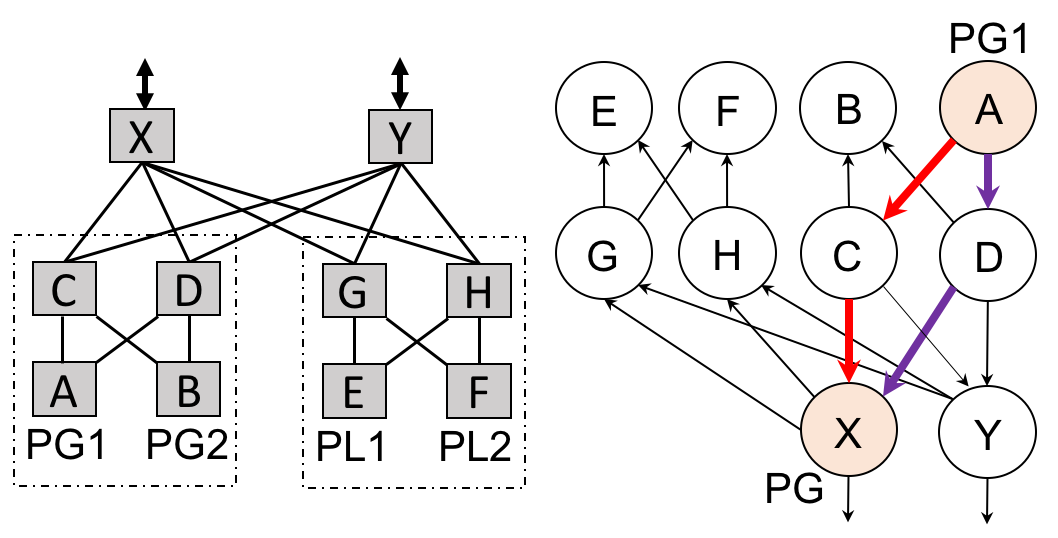 X Y
C D G H
A B E F
PG1 PG2 PL1 PL2
PG1
E F B A
G H C D
X Y
PG